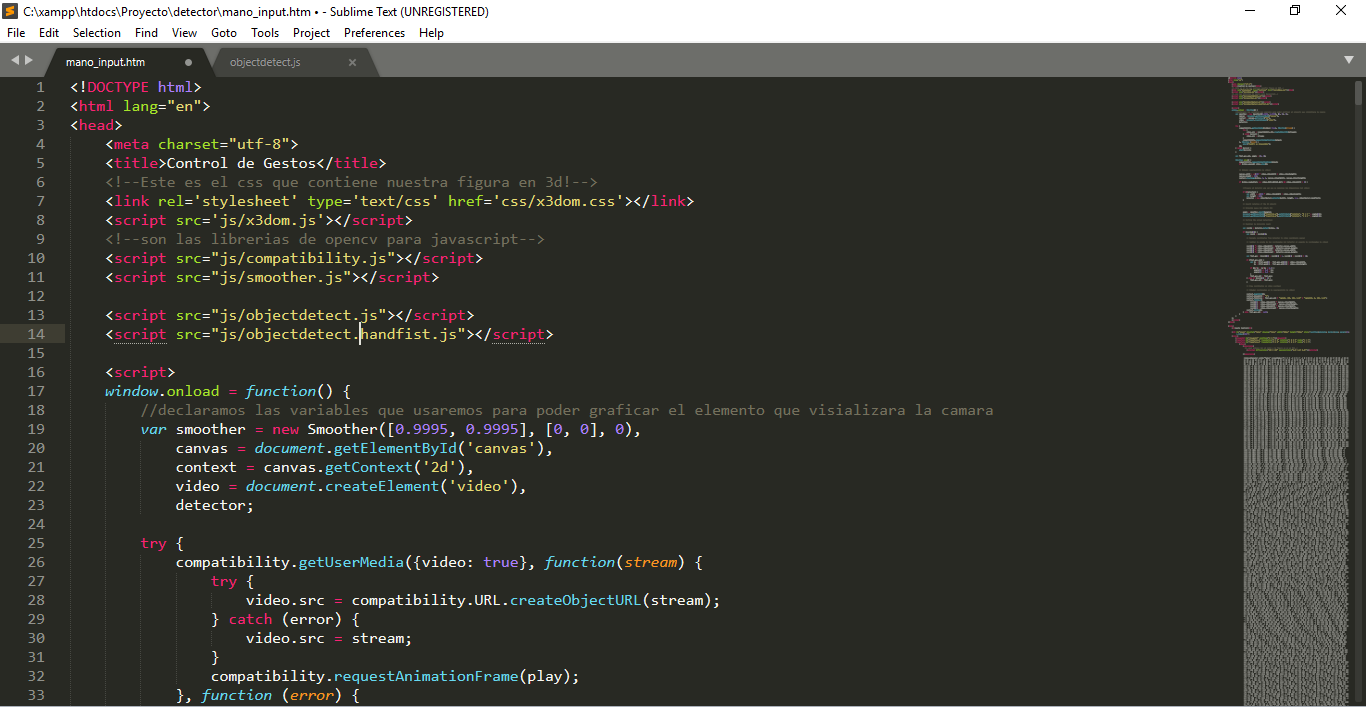 C:\xampp\htdocs\Proyecto\detector\mano_input.htm • - Sublime Text (UNREGISTERED)
File Edit Selection Find View Goto Tools Project Preferences Help
mano_input.htm objectdetect.js
1 <!DOCTYPE html>
2 <html lang="en">
3 <head>
4 <meta charset="utf-8">
5 <title>Control de Gestos</title>
6 <!--Este es el css que contiene nuestra figura en 3d!-->
7 <link rel='stylesheet' type='text/css' href='css/x3dom.css'></link>
8 <script src='js/x3dom.js'></script>
9 <!--son las librerias de opencv para javascript-->
10 <script src="js/compatibility.js"></script>
11 <script src="js/smoother.js"></script>
12
13 <script src="js/objectdetect.js"></script>
14 <script src="js/objectdetect.handfist.js"></script>
15
16 <script>
17 window.onload = function() {
18 //declaramos las variables que usaremos para poder graficar el elemento que visializara la camara
19 var smoother = new Smoother([0.9995, 0.9995], [0, 0], 0),
20 canvas = document.getElementById('canvas'),
21 context = canvas.getContext('2d'),
22 video = document.createElement('video'),
23 detector;
24
25 try {
26 compatibility.getUserMedia({video: true}, function(stream) {
27 try {
28 video.src = compatibility.URL.createObjectURL(stream);
29 } catch (error) {
30 video.src = stream;
31 }
32 compatibility.requestAnimationFrame(play);
33 }, function (error) {